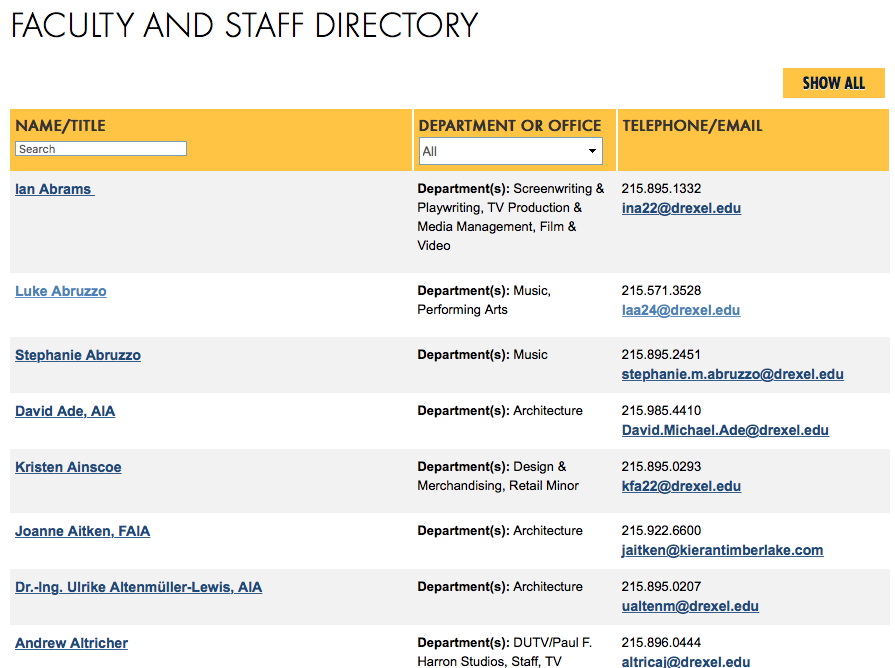 FACULTY AND STAFF DIRECTORY
SHOW ALL
NAME/TITLE
DEPARTMENT OR OFFICE
TELEPHONE/EMAIL
Search
All
Ian Abrams
Department(s): Screenwriting &
Playwriting, TV Production &
Media Management, Film &
Video
215.895.1332
ina22@drexel.edu
Luke Abruzzo
Department(s): Music,
Performing Arts
215.571.3528
laa24@drexel.edu
Stephanie Abruzzo
Department(s): Music
215.895.2451
stephanie.m.abruzzo@drexel.edu
David Ade, AIA
Department(s): Architecture
215.985.4410
David.Michael.Ade@drexel.edu
Kristen Ainscoe
Department(s): Design &
Merchandising, Retail Minor
215.895.0293
kfa22@drexel.edu
Joanne Aitken, FAIA
Department(s): Architecture
215.922.6600
jaitken@kierantimberlake.com
Dr.-Ing. Ulrike Altenmüller-Lewis, AIA
Department(s): Architecture
215.895.0207
ualtenm@drexel.edu
Andrew Altricher
Department(s): DUTV/Paul F.
Harron Studios, Staff, TV
215.896.0444
altricaj@drexel.edu